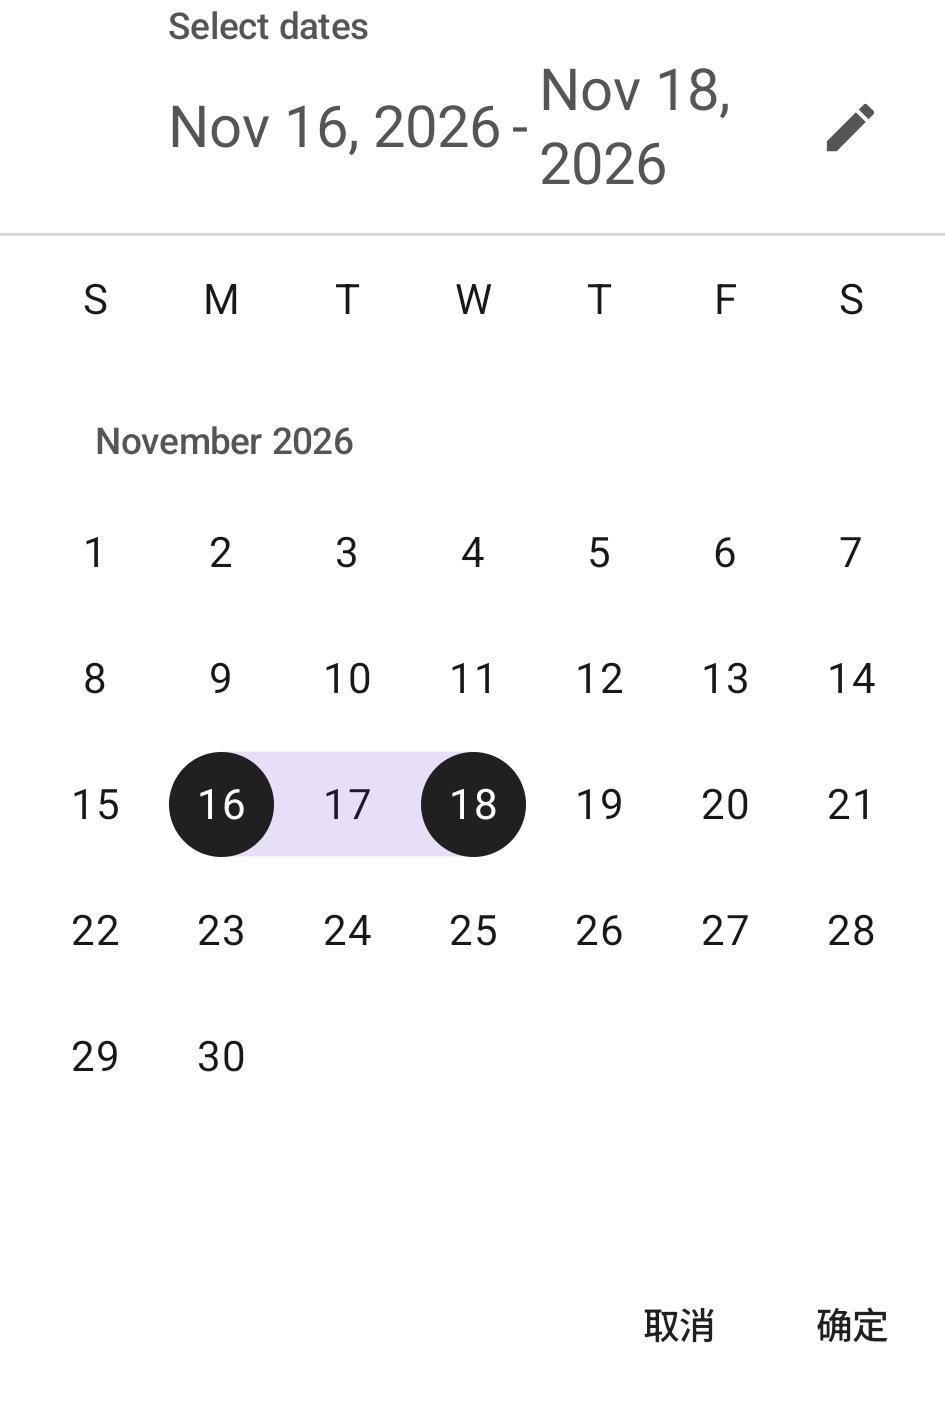 Select dates
Nov 16, 2026 - Nov 18, 2026
S M T W T F S
November 2026
1 2 3 4 5 6 7
8 9 10 11 12 13 14
15 16 17 18 19 20 21
22 23 24 25 26 27 28
29 30
取消 确定